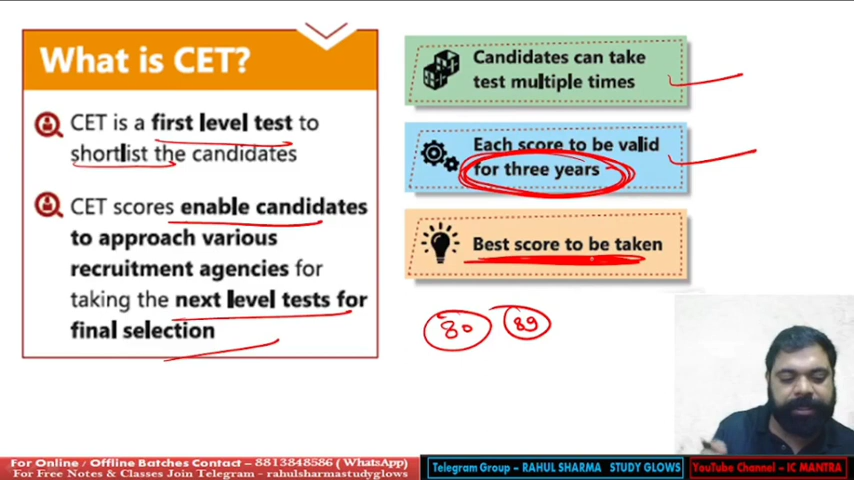 What is CET?
CET is a first level test to
shortlist the candidates
CET scores enable candidates
to approach various
recruitment agencies for
taking the next level tests for
final selection
Candidates can take
test multiple times
Each score to be valid
for three years
Best score to be taken
80 89
For Online / Offline Batches Contact – 8813848586 ( WhatsApp)
For Free Notes & Classes Join Telegram - rahulsharmastudyglows
Telegram Group – RAHUL SHARMA STUDY GLOWS
YouTube Channel – IC MANTRA